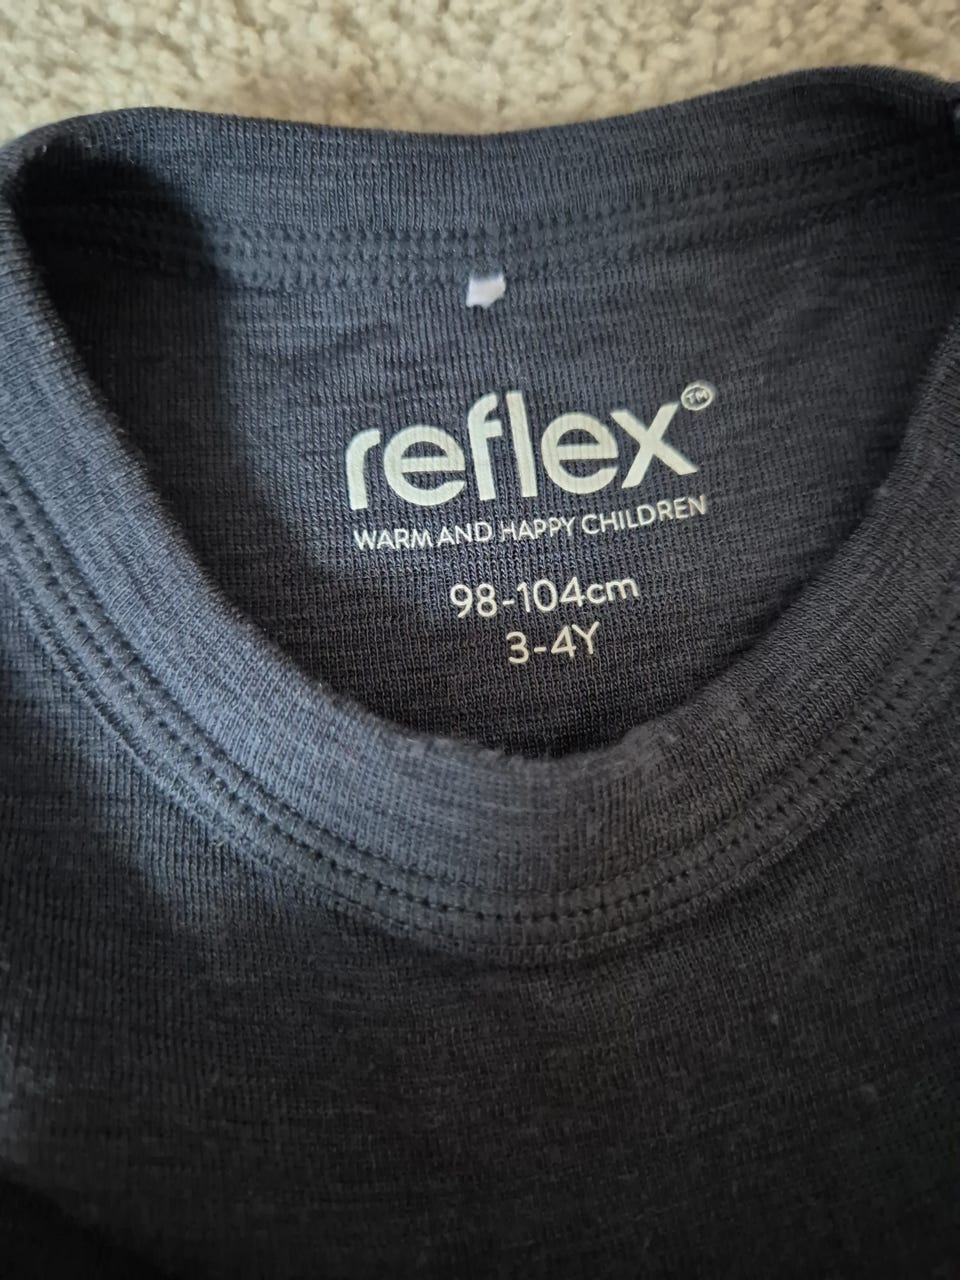 reflex™
WARM AND HAPPY CHILDREN
98-104cm
3-4Y